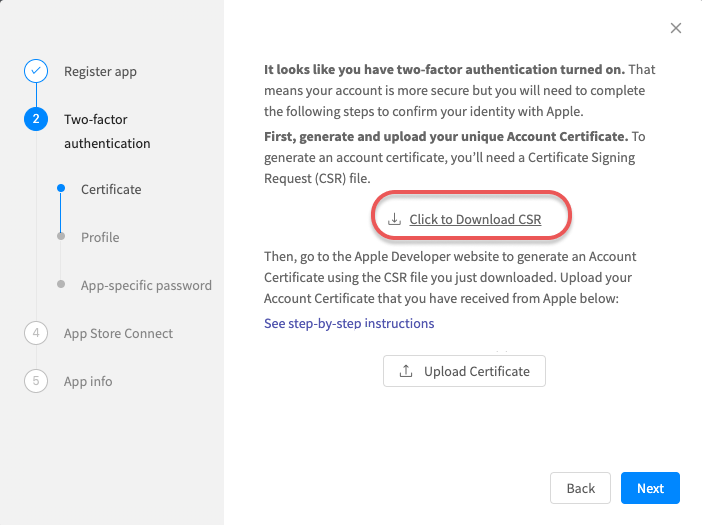 Register app
2
Two-factor
authentication
Certificate
Profile
App-specific password
4
App Store Connect
5
App info
It looks like you have two-factor authentication turned on. That
means your account is more secure but you will need to complete
the following steps to confirm your identity with Apple.
First, generate and upload your unique Account Certificate. To
generate an account certificate, you’ll need a Certificate Signing
Request (CSR) file.
Click to Download CSR
Then, go to the Apple Developer website to generate an Account
Certificate using the CSR file you just downloaded. Upload your
Account Certificate that you have received from Apple below:
See step-by-step instructions
Upload Certificate
Back
Next